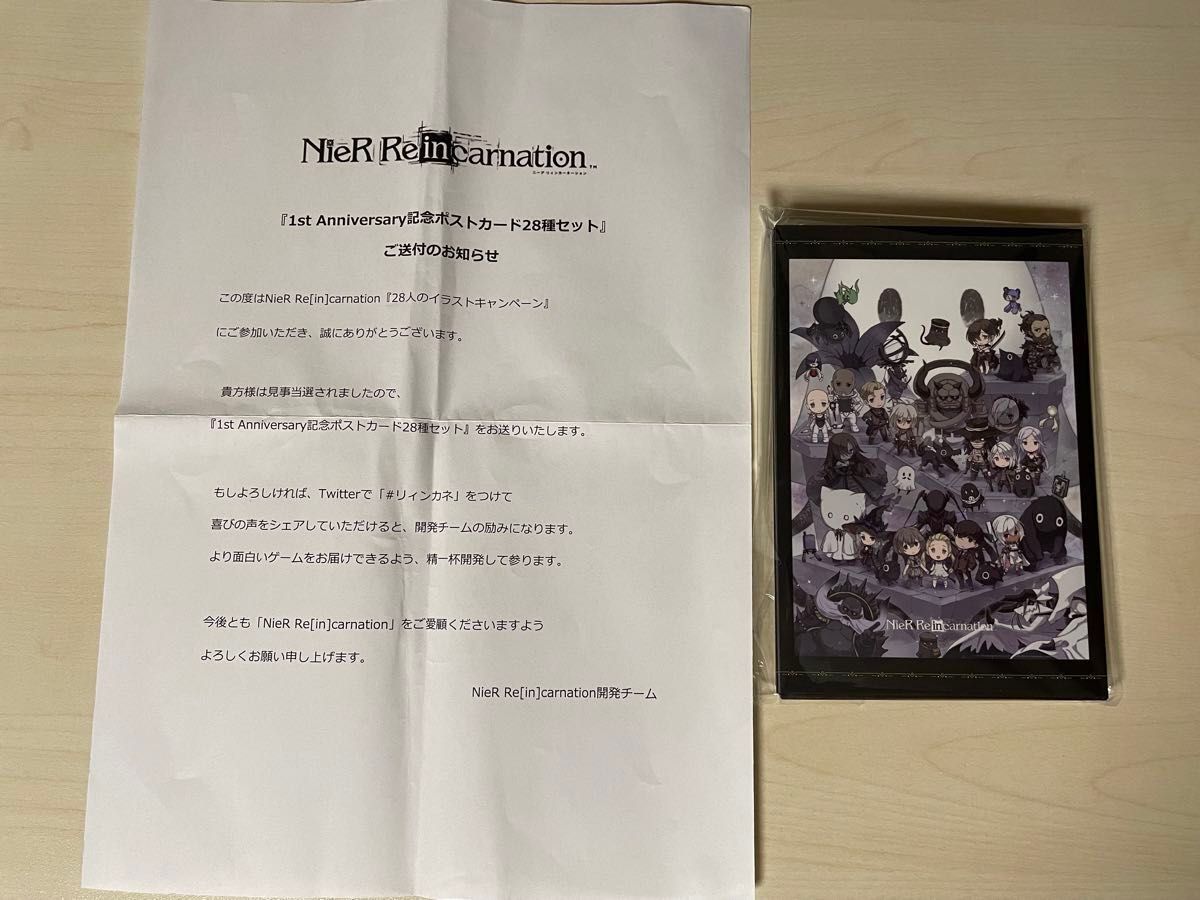 NieR Re[in]carnation™
ニーア リィンカーネーション
『1st Anniversary記念ポストカード28種セット』
ご送付のお知らせ
この度はNieR Re[in]carnation『28人のイラストキャンペーン』
にご参加いただき、誠にありがとうございます。
貴方様は見事当選されましたので、
『1st Anniversary記念ポストカード28種セット』をお送りいたします。
もしよろしければ、Twitterで「#リィンカネ」をつけて
喜びの声をシェアしていただけると、開発チームの励みになります。
より面白いゲームをお届けできるよう、精一杯開発して参ります。
今後とも「NieR Re[in]carnation」をご愛顧くださいますよう
よろしくお願い申し上げます。
NieR Re[in]carnation開発チーム
NieR Re[in]carnation